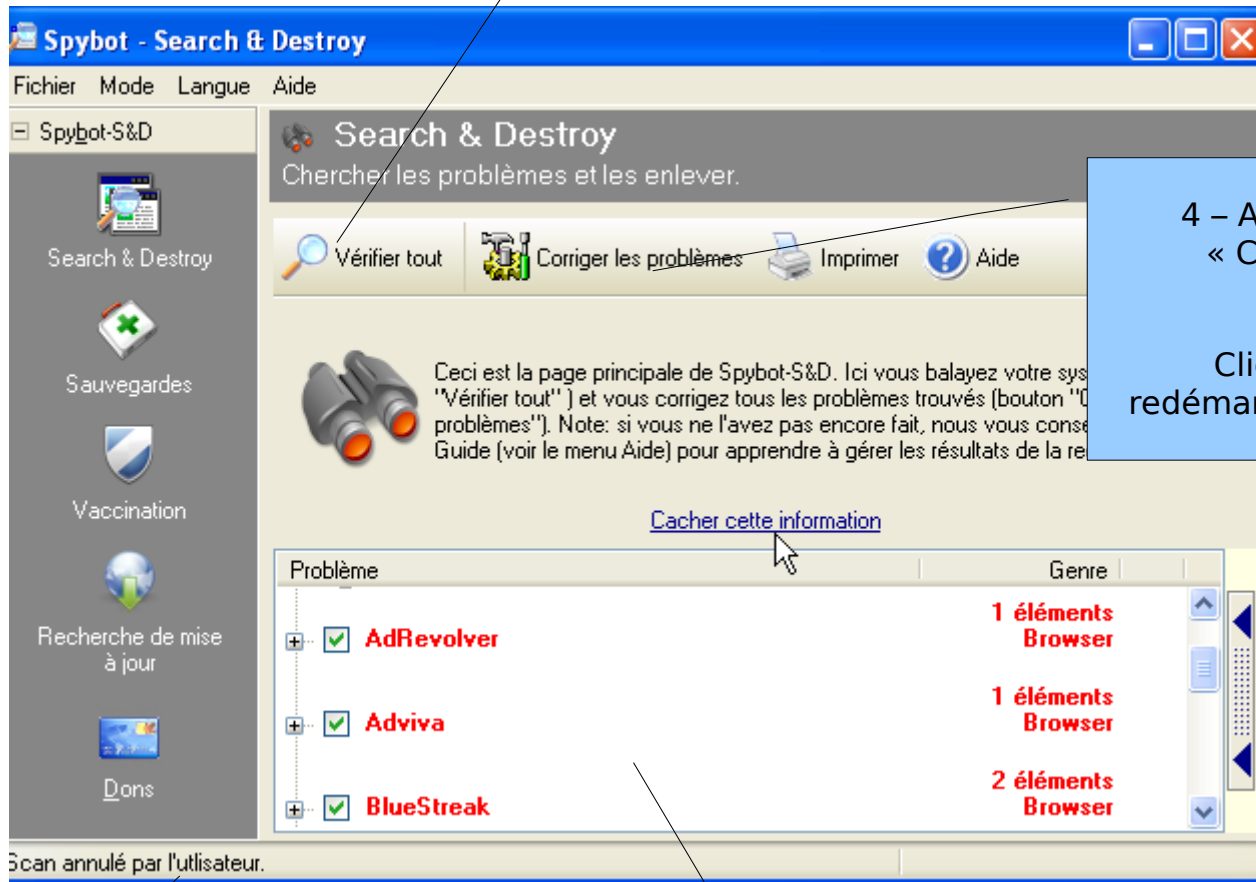 Spybot - Search & Destroy
Fichier Mode Langue Aide
Spybot-S&D
Search & Destroy
Chercher les problèmes et les enlever.
Vérifier tout
Corriger les problèmes
Imprimer
Aide
Search & Destroy
Sauvegardes
Vaccination
Recherche de mise
à jour
Dons
4 – A
« C
Cli
redémar
Ceci est la page principale de Spybot-S&D. Ici vous balayez votre sys
"Vérifier tout" ) et vous corrigez tous les problèmes trouvés (bouton "C
problèmes"). Note: si vous ne l'avez pas encore fait, nous vous conse
Guide (voir le menu Aide) pour apprendre à gérer les résultats de la re
Cacher cette information
Problème Genre
AdRevolver 1 éléments
Browser
Adviva 1 éléments
Browser
BlueStreak 2 éléments
Browser
Scan annulé par l'utlisateur.